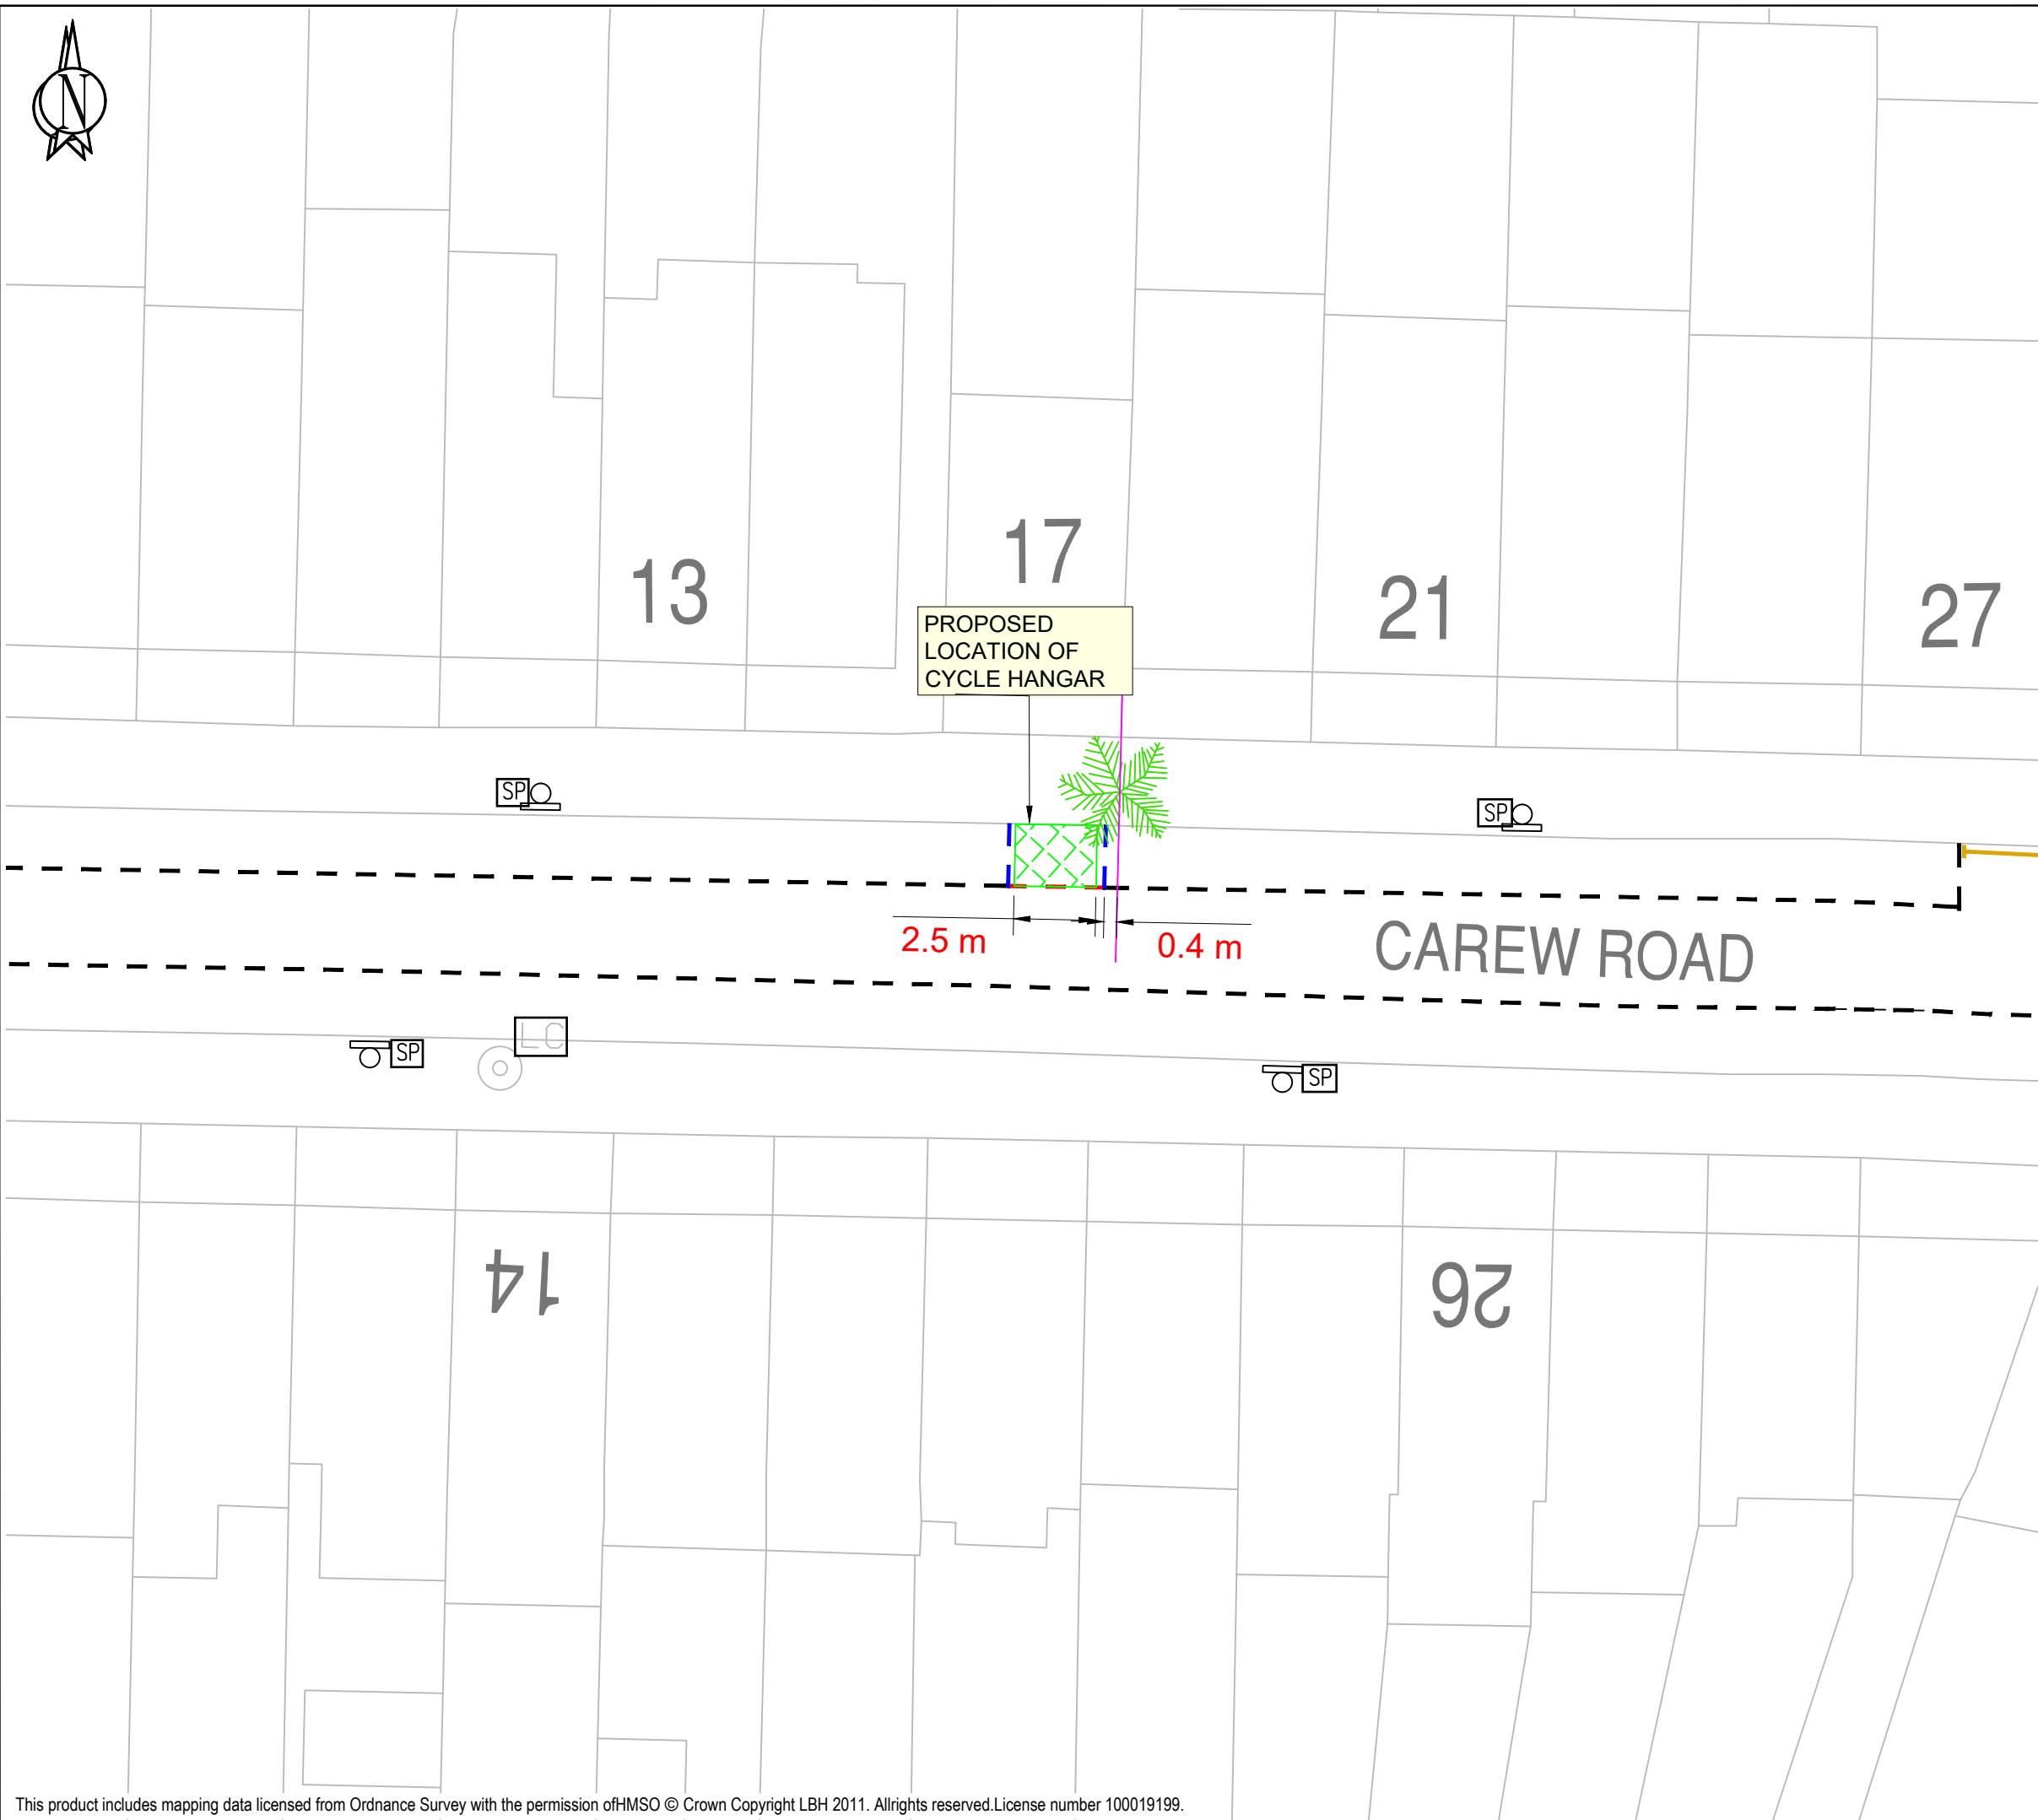 N
13
17
21
27
PROPOSED
LOCATION OF
CYCLE HANGAR
SP
SP
2.5 m
0.4 m
CAREW ROAD
LC
SP
SP
14
26
This product includes mapping data licensed from Ordnance Survey with the permission ofHMSO © Crown Copyright LBH 2011. Allrights reserved.License number 100019199.